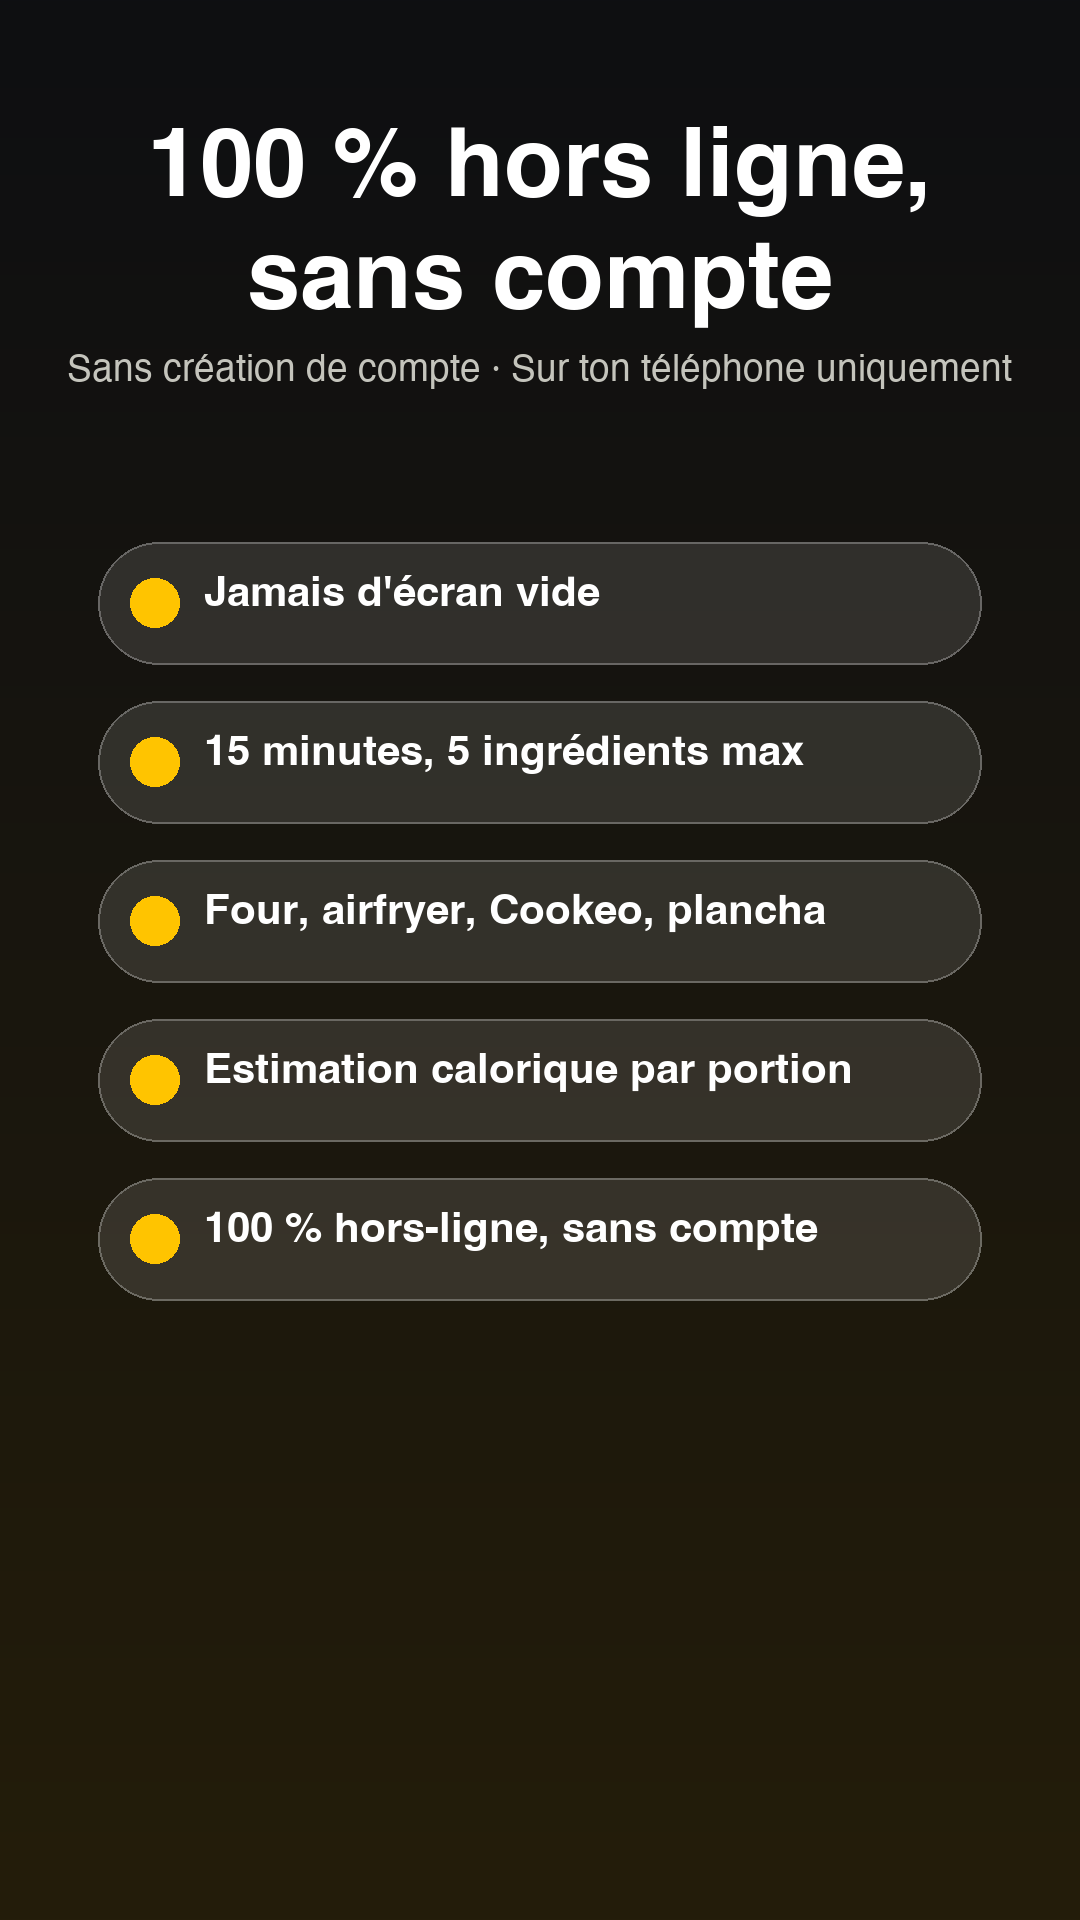 100 % hors ligne,
sans compte
Sans création de compte · Sur ton téléphone uniquement
Jamais d'écran vide
15 minutes, 5 ingrédients max
Four, airfryer, Cookeo, plancha
Estimation calorique par portion
100 % hors-ligne, sans compte